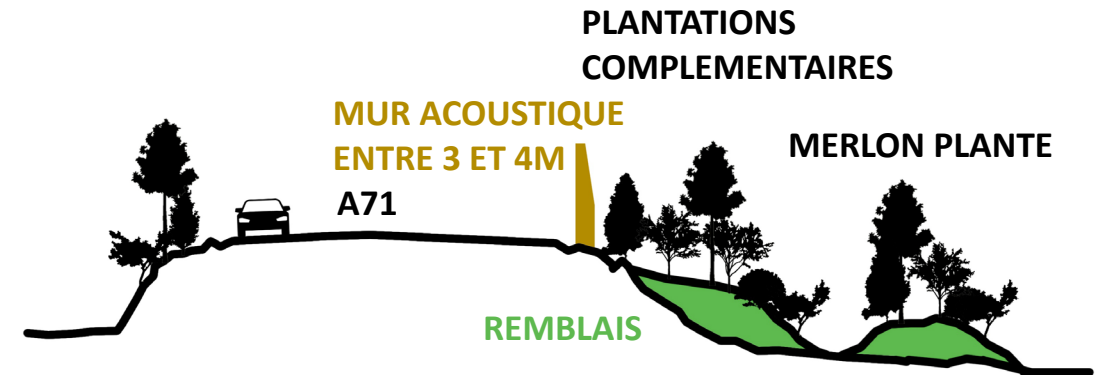 PLANTATIONS
COMPLEMENTAIRES
MUR ACOUSTIQUE
ENTRE 3 ET 4M
MERLON PLANTE
A71
REMBLAIS